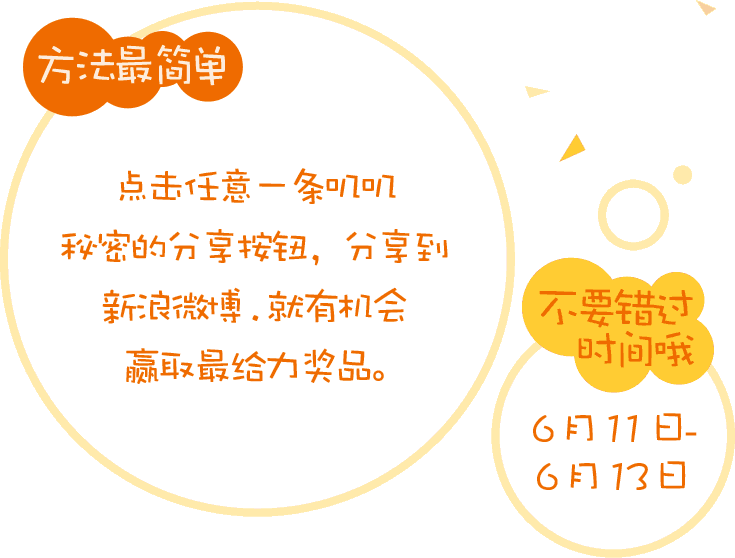 方法最简单
点击任意一条叽叽
秘密的分享按钮，分享到
新浪微博.就有机会
赢取最给力奖品。
不要错过
时间哦
6月11日-
6月13日